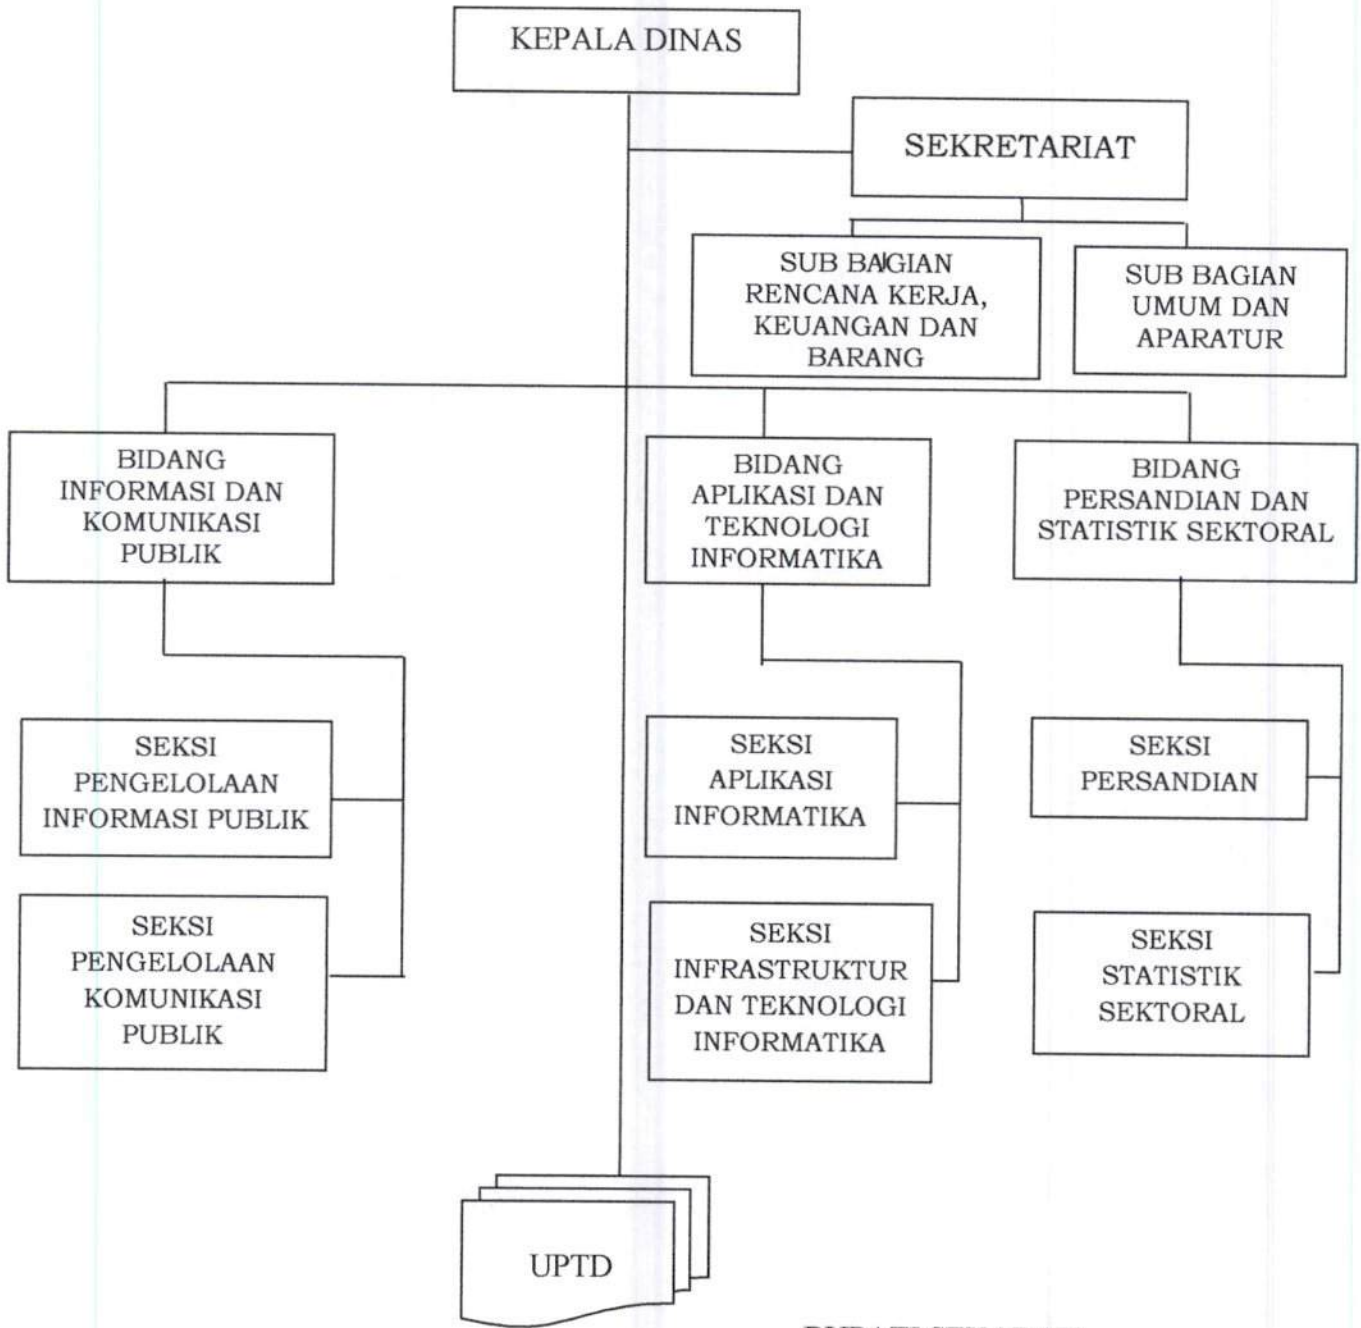 KEPALA DINAS
SEKRETARIAT
SUB BAGIAN
RENCANA KERJA,
KEUANGAN DAN
BARANG
SUB BAGIAN
UMUM DAN
APARATUR
BIDANG
INFORMASI DAN
KOMUNIKASI
PUBLIK
BIDANG
APLIKASI DAN
TEKNOLOGI
INFORMATIKA
BIDANG
PERSANDIAN DAN
STATISTIK SEKTORAL
SEKSI
PENGELOLAAN
INFORMASI PUBLIK
SEKSI
APLIKASI
INFORMATIKA
SEKSI
PERSANDIAN
SEKSI
PENGELOLAAN
KOMUNIKASI
PUBLIK
SEKSI
INFRASTRUKTUR
DAN TEKNOLOGI
INFORMATIKA
SEKSI
STATISTIK
SEKTORAL
UPTD